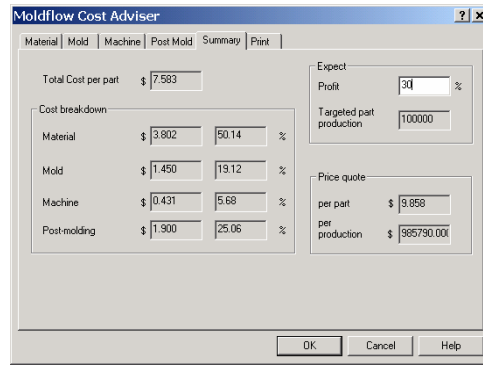 Moldflow Cost Adviser
Material Mold Machine Post Mold Summary Print
Total Cost per part $ 7.583
Cost breakdown
Material $ 3.802 50.14 %
Mold $ 1.450 19.12 %
Machine $ 0.431 5.68 %
Post-molding $ 1.900 25.06 %
Expect
Profit 30 %
Targeted part
production 100000
Price quote
per part $ 9.858
per
production $ 985790.00(
OK Cancel Help